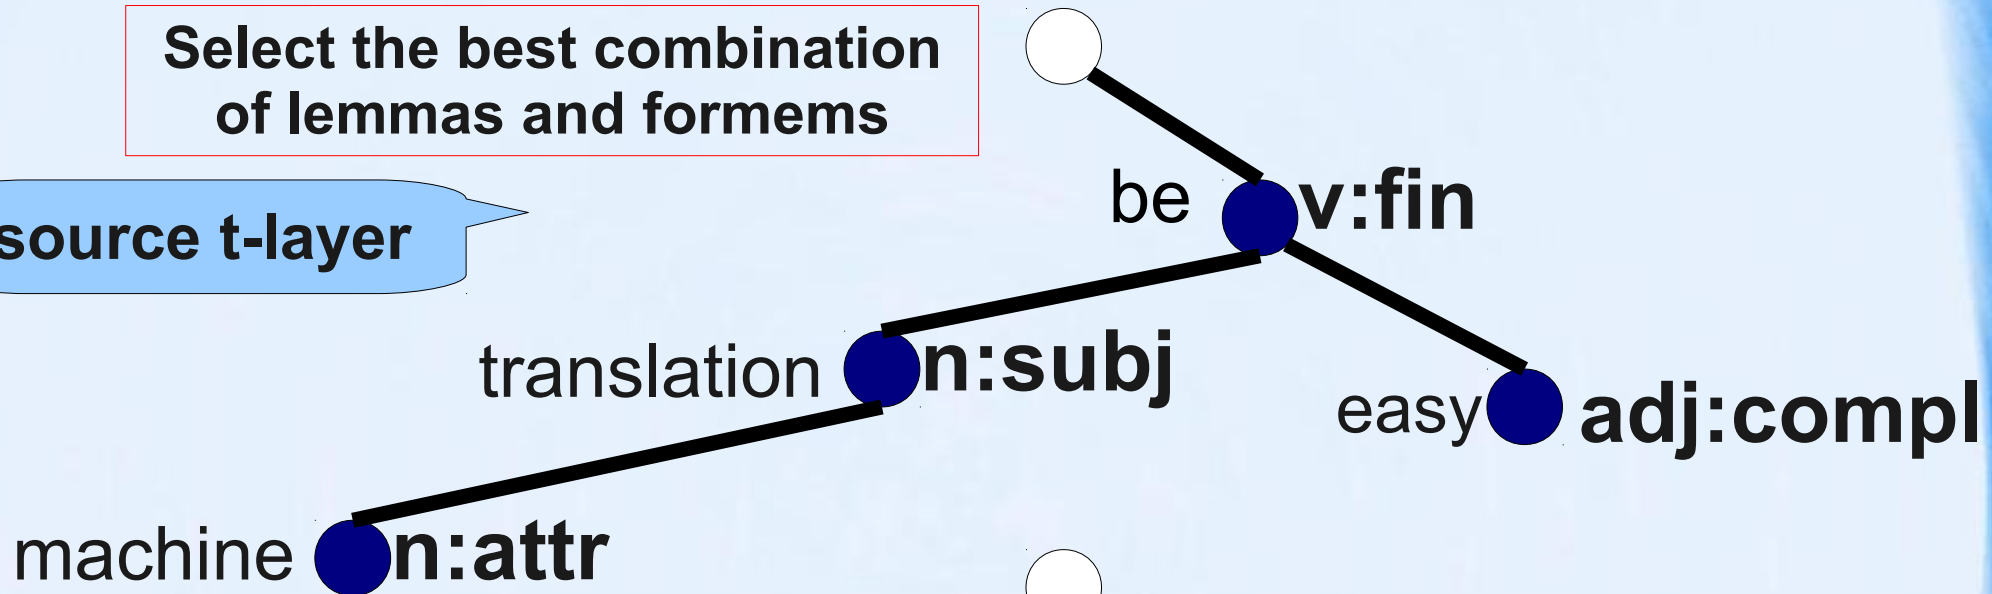 Select the best combination
of lemmas and formems
be v:fin
source t-layer
translation n:subj
easy adj:compl
machine n:attr